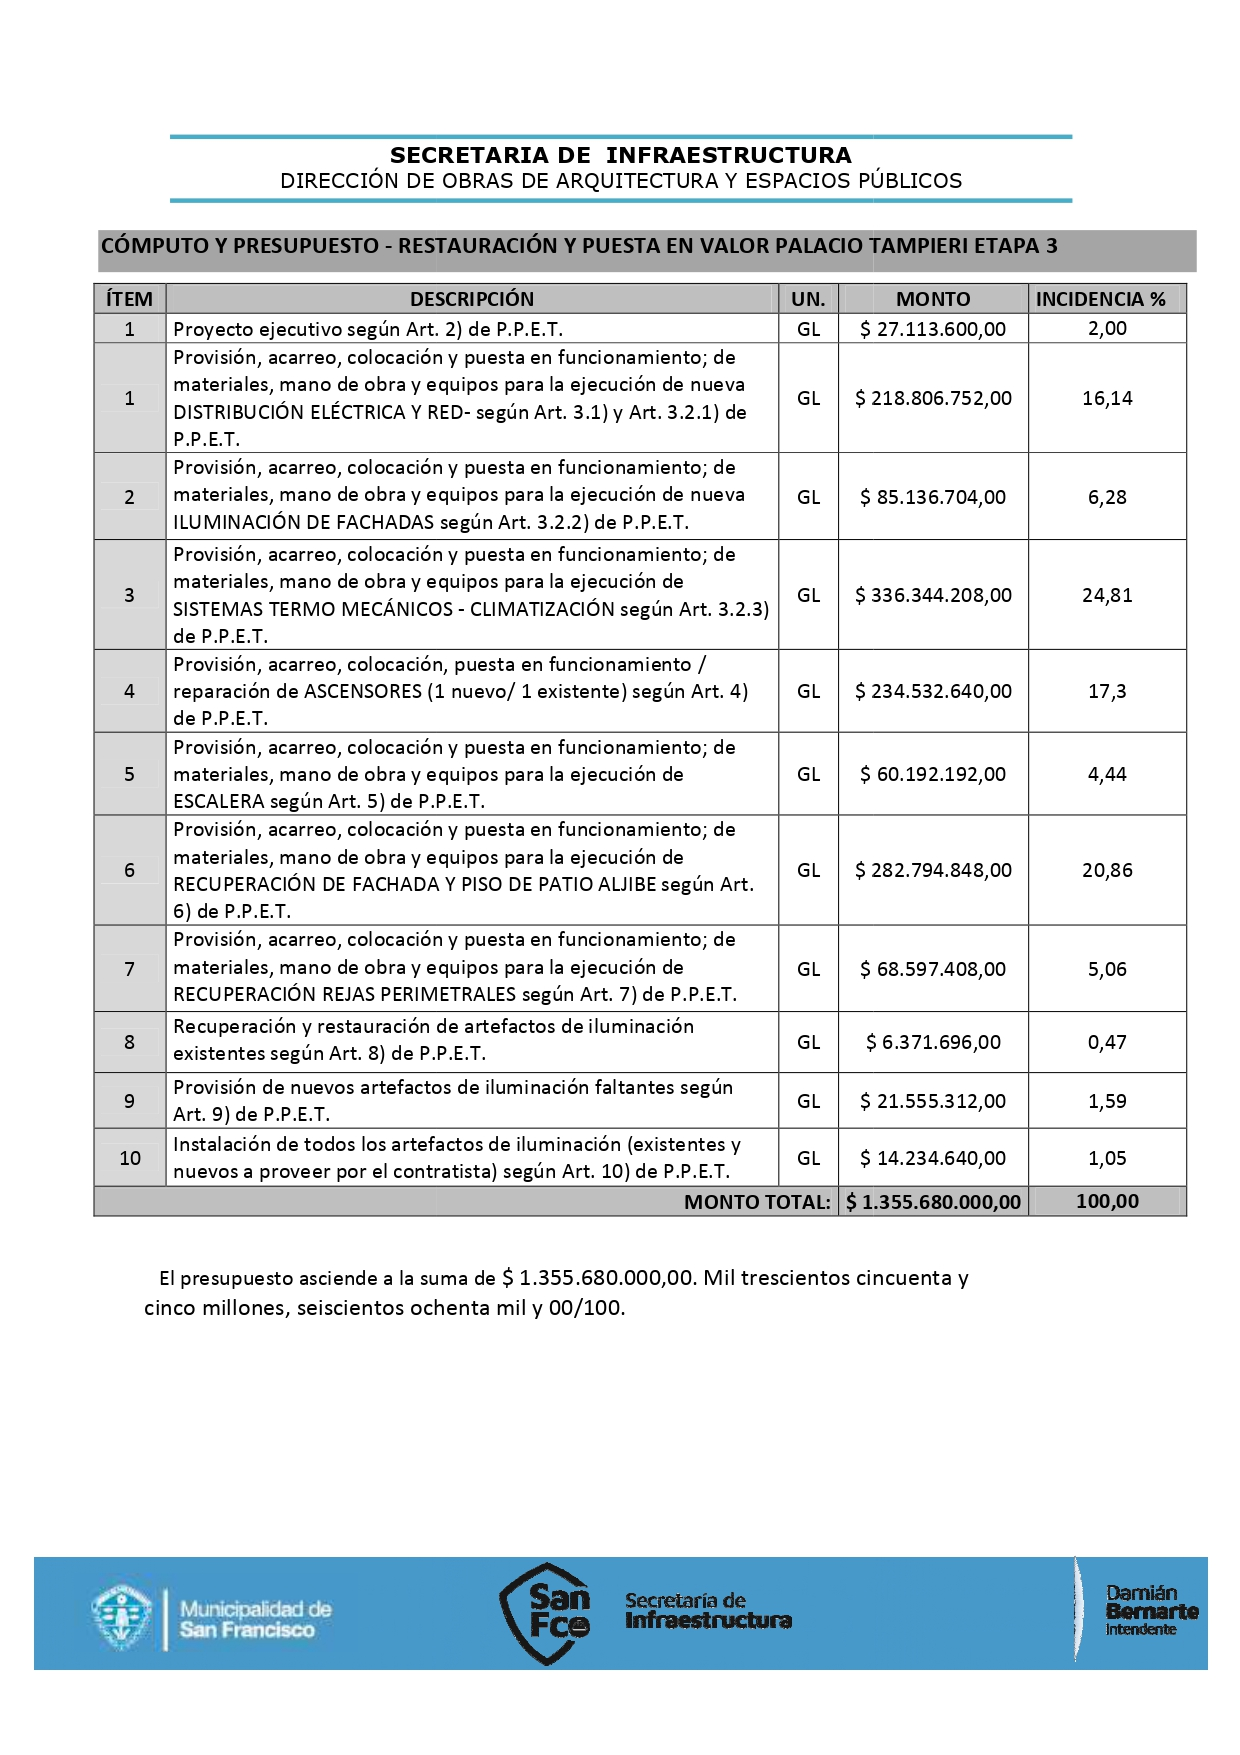 SECRETARIA DE  INFRAESTRUCTURA
DIRECCIÓN DE OBRAS DE ARQUITECTURA Y ESPACIOS PÚBLICOS
CÓMPUTO Y PRESUPUESTO - RESTAURACIÓN Y PUESTA EN VALOR PALACIO TAMPIERI ETAPA 3
ÍTEM DESCRIPCIÓN UN. MONTO INCIDENCIA %
1 Proyecto ejecutivo según Art. 2) de P.P.E.T. GL $ 27.113.600,00 2,00
Provisión, acarreo, colocación y puesta en funcionamiento; de
materiales, mano de obra y equipos para la ejecución de nueva
1 DISTRIBUCIÓN ELÉCTRICA Y RED- según Art. 3.1) y Art. 3.2.1) de GL $ 218.806.752,00 16,14
P.P.E.T.
Provisión, acarreo, colocación y puesta en funcionamiento; de
2 materiales, mano de obra y equipos para la ejecución de nueva GL $ 85.136.704,00 6,28
ILUMINACIÓN DE FACHADAS según Art. 3.2.2) de P.P.E.T.
Provisión, acarreo, colocación y puesta en funcionamiento; de
materiales, mano de obra y equipos para la ejecución de
3 SISTEMAS TERMO MECÁNICOS - CLIMATIZACIÓN según Art. 3.2.3) GL $ 336.344.208,00 24,81
de P.P.E.T.
Provisión, acarreo, colocación, puesta en funcionamiento /
4 reparación de ASCENSORES (1 nuevo/ 1 existente) según Art. 4) GL $ 234.532.640,00 17,3
de P.P.E.T.
Provisión, acarreo, colocación y puesta en funcionamiento; de
5 materiales, mano de obra y equipos para la ejecución de GL $ 60.192.192,00 4,44
ESCALERA según Art. 5) de P.P.E.T.
Provisión, acarreo, colocación y puesta en funcionamiento; de
materiales, mano de obra y equipos para la ejecución de
6 RECUPERACIÓN DE FACHADA Y PISO DE PATIO ALJIBE según Art. GL $ 282.794.848,00 20,86
6) de P.P.E.T.
Provisión, acarreo, colocación y puesta en funcionamiento; de
7 materiales, mano de obra y equipos para la ejecución de GL $ 68.597.408,00 5,06
RECUPERACIÓN REJAS PERIMETRALES según Art. 7) de P.P.E.T.
Recuperación y restauración de artefactos de iluminación
8 existentes según Art. 8) de P.P.E.T. GL $ 6.371.696,00 0,47
Provisión de nuevos artefactos de iluminación faltantes según
9 Art. 9) de P.P.E.T. GL $ 21.555.312,00 1,59
Instalación de todos los artefactos de iluminación (existentes y
10 nuevos a proveer por el contratista) según Art. 10) de P.P.E.T. GL $ 14.234.640,00 1,05
MONTO TOTAL: $ 1.355.680.000,00 100,00
El presupuesto asciende a la suma de $ 1.355.680.000,00. Mil trescientos cincuenta y
cinco millones, seiscientos ochenta mil y 00/100.
Municipalidad de
San Francisco
San
Fco
Secretaría de
Infraestructura
Damián
Bernarte
Intendente